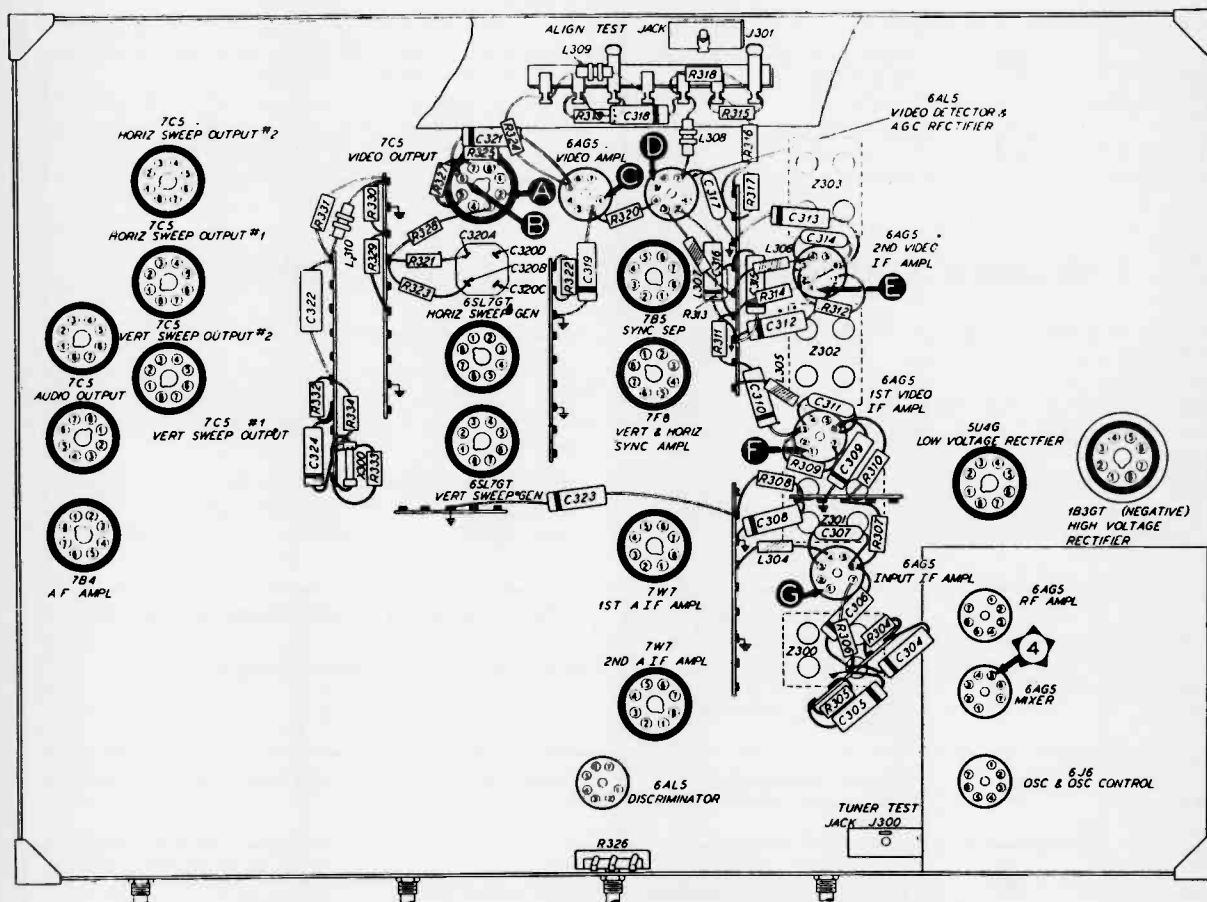 ALIGN TEST JACK
J301
L309
R318
R319
C318
R315
R316
6AL5
VIDEO DETECTOR &
AGC RECTIFIER
7C5
HORIZ SWEEP OUTPUT #2
7C5
VIDEO OUTPUT
C321
R325
R324
R327
6AG5
VIDEO AMPL
L308
A
B
C
D
R320
C317
R317
Z303
C313
C314
L306
6AG5
2ND VIDEO
IF AMPL
E
R331
L310
R330
R329
R328
R321
R323
C320A
C320D
C320B
C320C
R322
C319
7C5
HORIZ SWEEP OUTPUT #1
C322
6SL7GT
HORIZ SWEEP GEN
7B5
SYNC SEP
L307
C316
R313
C315
R314
C312
R312
R311
Z302
7C5
VERT SWEEP OUTPUT #2
7C5
AUDIO OUTPUT
7C5 #1
VERT SWEEP OUTPUT
R332
R334
C324
R333
7F8
VERT & HORIZ
SYNC AMPL
L305
C310
C311
6AG5
1ST VIDEO
IF AMPL
F
R309
C309
R310
R308
5U4G
LOW VOLTAGE RECTFIER
1B3GT (NEGATIVE)
HIGH VOLTAGE
RECTIFIER
6SL7GT
VERT SWEEP GEN
C323
C308
Z301
C307
R307
L304
7B4
A F AMPL
7W7
1ST A IF AMPL
6AG5
INPUT IF AMPL
G
C306
R306
R304
C304
Z300
R305
C305
6AG5
RF AMPL
4
6AG5
MIXER
7W7
2ND A IF AMPL
6AL5
DISCRIMINATOR
6J6
OSC & OSC CONTROL
TUNER TEST
JACK J300
R326